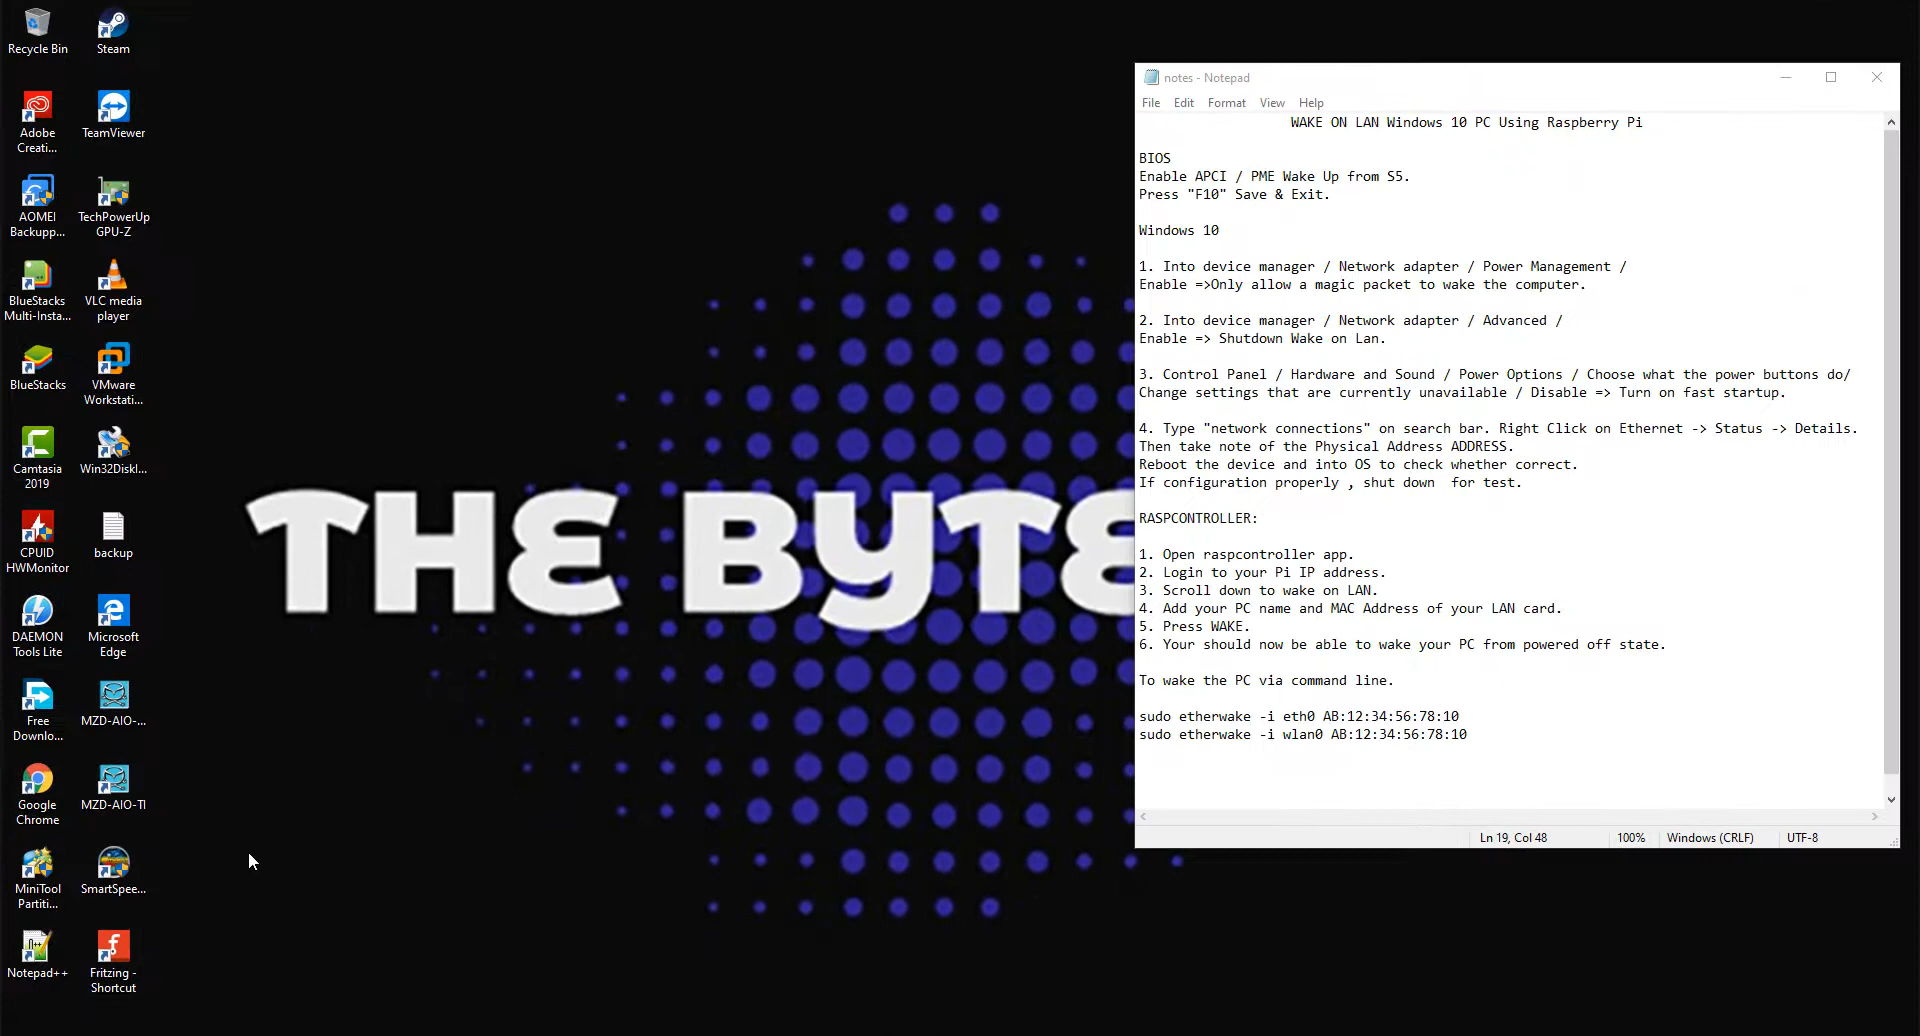 Recycle Bin
Steam
Adobe
Creati...
TeamViewer
AOMEI
Backupp...
TechPowerUp
GPU-Z
BlueStacks
Multi-Insta...
VLC media
player
BlueStacks
VMware
Workstati...
Camtasia
2019
Win32DiskI...
CPUID
HWMonitor
backup
DAEMON
Tools Lite
Microsoft
Edge
Free
Downlo...
MZD-AIO-...
Google
Chrome
MZD-AIO-TI
MiniTool
Partiti...
SmartSpee...
Notepad++
Fritzing -
Shortcut
THE BYTE
notes - Notepad
File Edit Format View Help
WAKE ON LAN Windows 10 PC Using Raspberry Pi
BIOS
Enable APCI / PME Wake Up from S5.
Press "F10" Save & Exit.
Windows 10
1. Into device manager / Network adapter / Power Management /
Enable =>Only allow a magic packet to wake the computer.
2. Into device manager / Network adapter / Advanced /
Enable => Shutdown Wake on Lan.
3. Control Panel / Hardware and Sound / Power Options / Choose what the power buttons do/
Change settings that are currently unavailable / Disable => Turn on fast startup.
4. Type "network connections" on search bar. Right Click on Ethernet -> Status -> Details.
Then take note of the Physical Address ADDRESS.
Reboot the device and into OS to check whether correct.
If configuration properly , shut down  for test.
RASPCONTROLLER:
1. Open raspcontroller app.
2. Login to your Pi IP address.
3. Scroll down to wake on LAN.
4. Add your PC name and MAC Address of your LAN card.
5. Press WAKE.
6. Your should now be able to wake your PC from powered off state.
To wake the PC via command line.
sudo etherwake -i eth0 AB:12:34:56:78:10
sudo etherwake -i wlan0 AB:12:34:56:78:10
Ln 19, Col 48 100% Windows (CRLF) UTF-8